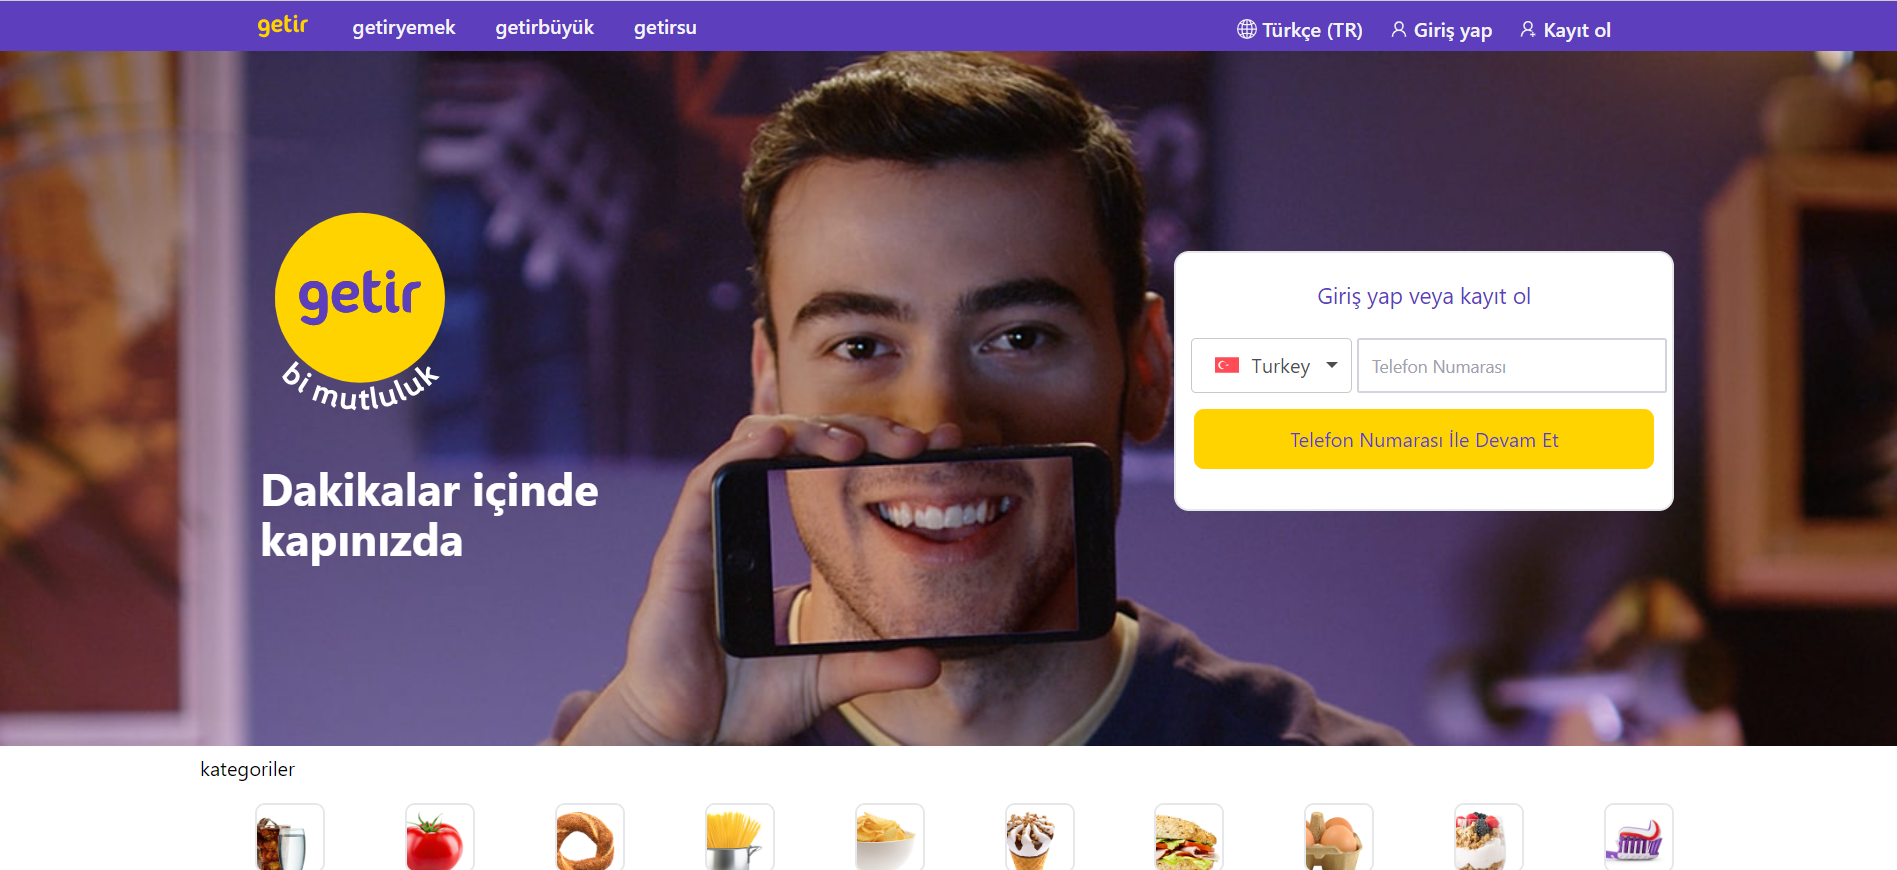 getir getiryemek getirbüyük getirsu Türkçe (TR) Giriş yap Kayıt ol
getir
bi mutluluk
Dakikalar içinde
kapınızda
Giriş yap veya kayıt ol
Turkey Telefon Numarası
Telefon Numarası İle Devam Et
kategoriler